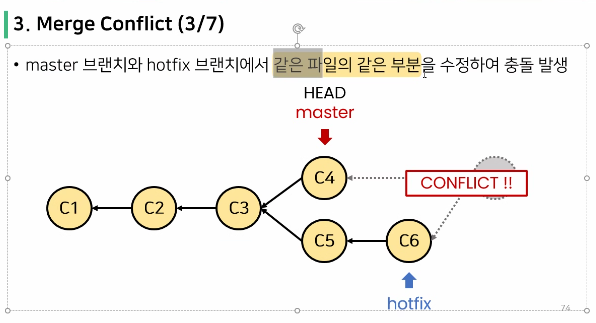 3. Merge Conflict (3/7)
• master 브랜치와 hotfix 브랜치에서 같은 파일의 같은 부분을 수정하여 충돌 발생
HEAD
master
C4
CONFLICT !!
C1
C2
C3
C5
C6
hotfix
74